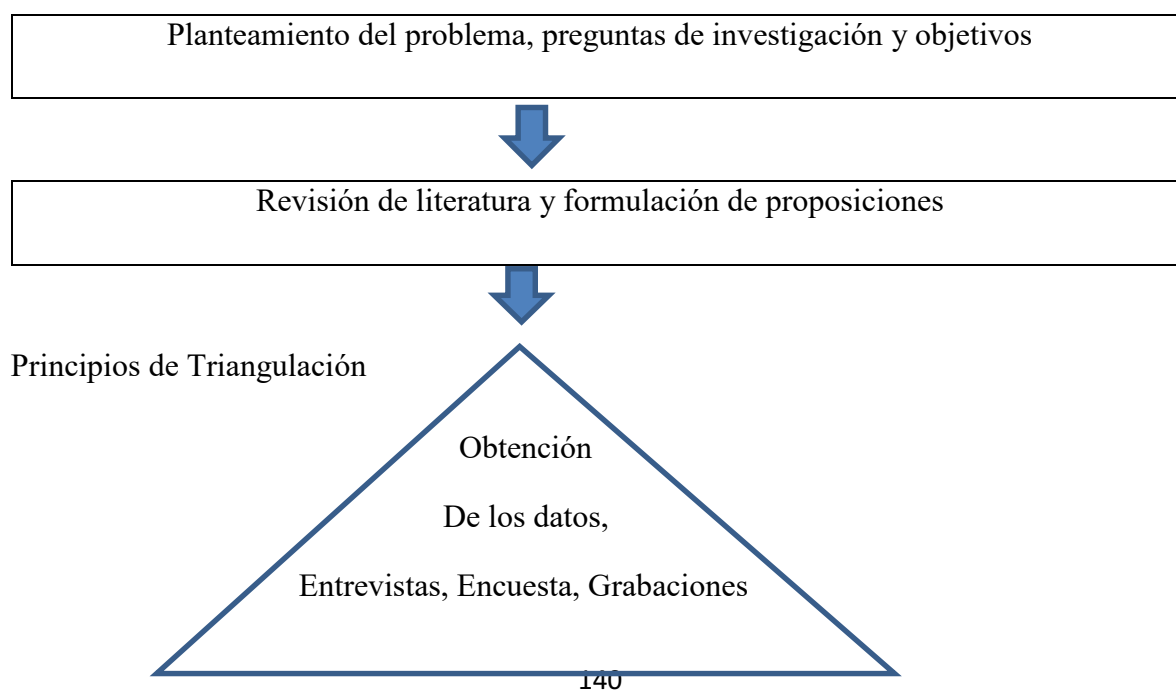 Planteamiento del problema, preguntas de investigación y objetivos
Revisión de literatura y formulación de proposiciones
Principios de Triangulación
Obtención
De los datos,
Entrevistas, Encuesta, Grabaciones
140